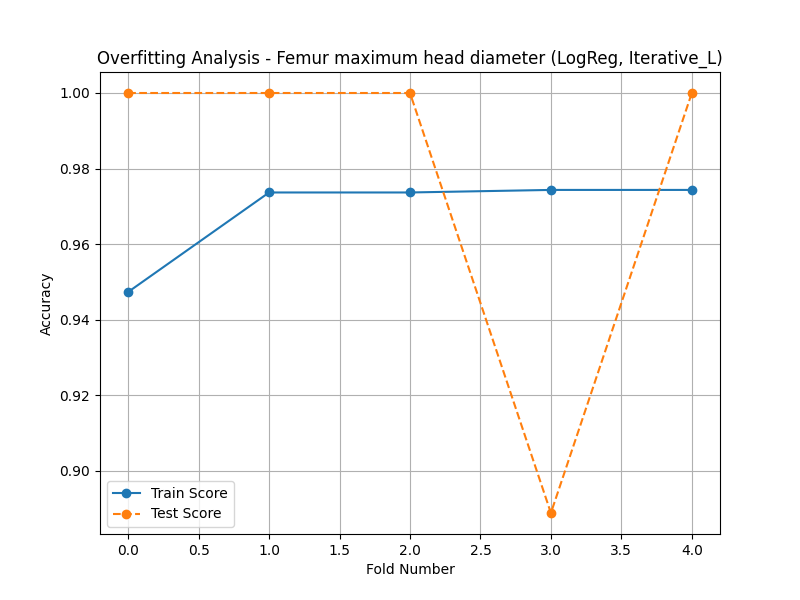 Overfitting Analysis - Femur maximum head diameter (LogReg, Iterative_L)
Accuracy
1.00
0.98
0.96
0.94
0.92
0.90
Train Score
Test Score
0.0 0.5 1.0 1.5 2.0 2.5 3.0 3.5 4.0
Fold Number